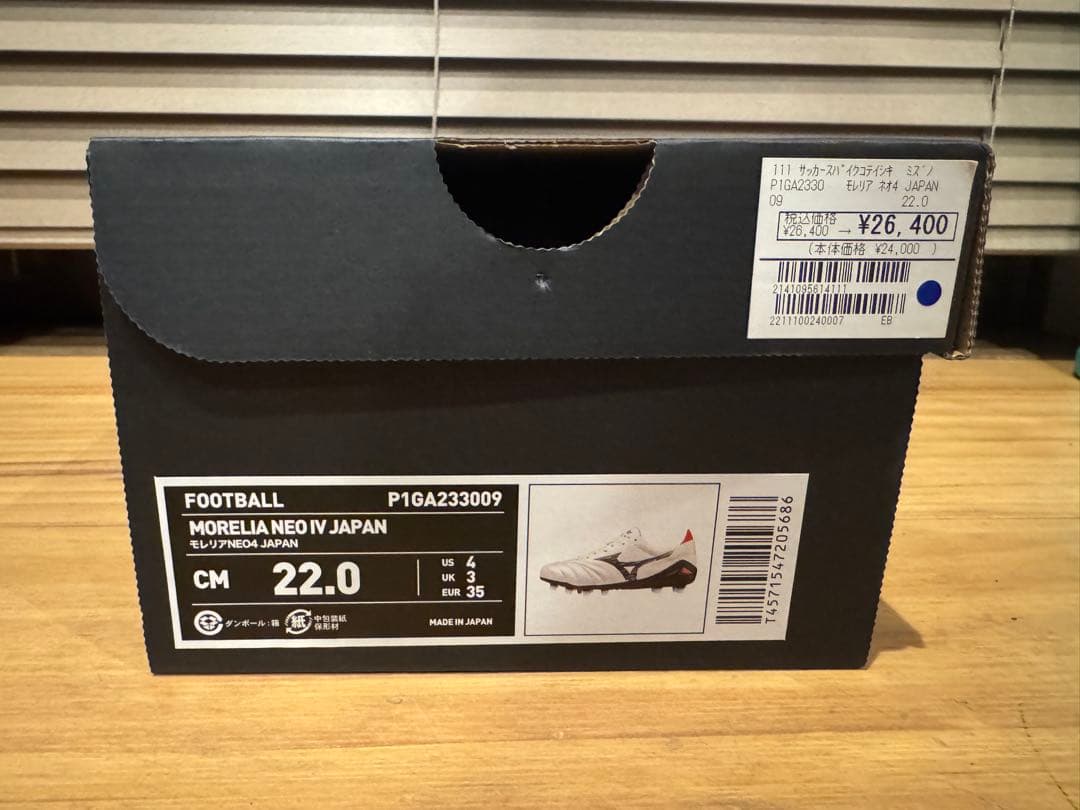 111 サッカースパイクコテイシキ ミズノ
P1GA2330 モレリア ネオ4 JAPAN
09 22.0
税込価格
¥26,400 → ¥26,400
(本体価格 ¥24,000 )
2141095614111
2211100240007 EB
FOOTBALL P1GA233009
MORELIA NEO IV JAPAN
モレリアNEO4 JAPAN
CM 22.0
US 4
UK 3
EUR 35
ダンボール:箱
紙 中包装紙
保形材
MADE IN JAPAN
T4571547205686